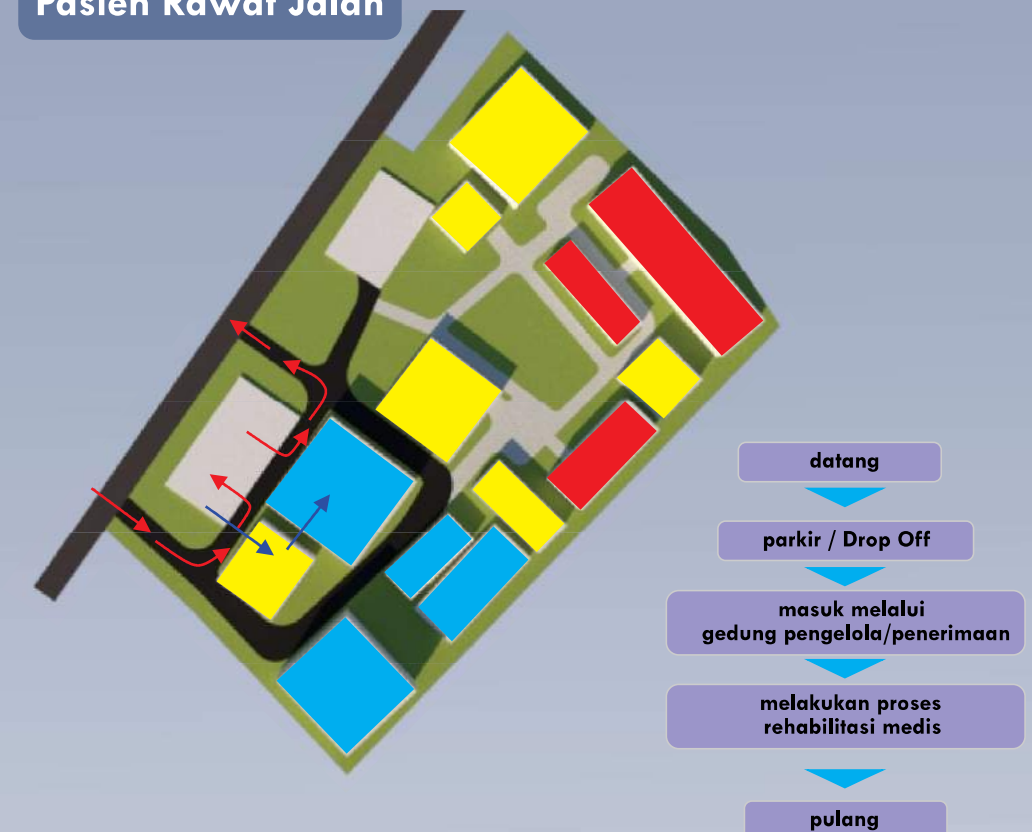 Pasien Rawat Jalan
datang
parkir / Drop Off
masuk melalui
gedung pengelola/penerimaan
melakukan proses
rehabilitasi medis
pulang